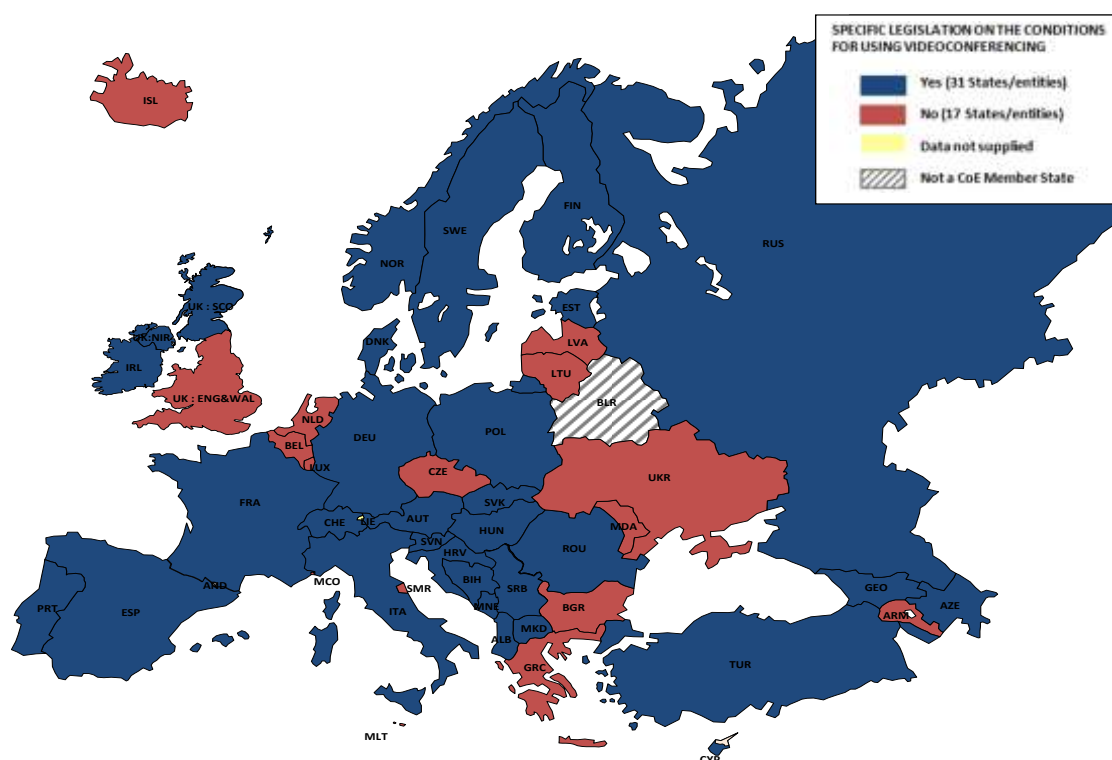 SPECIFIC LEGISLATION ON THE CONDITIONS
FOR USING VIDEOCONFERENCING
Yes (31 States/entities)
No (17 States/entities)
Data not supplied
Not a CoE Member State
ISL
FIN
SWE
RUS
NOR
UK : SCO
EST
UK:NIR
DNK
LVA
IRL
LTU
UK : ENG&WAL
BLR
NLD
DEU
POL
BEL
LUX
CZE
UKR
FRA
SVK
CHE
LIE
AUT
MDA
HUN
SVN
ROU
HRV
MCO
SMR
BIH
SRB
GEO
AND
PRT
ESP
ITA
MNE
BGR
ARM
AZE
ALB
MKD
GRC
TUR
MLT
CYP